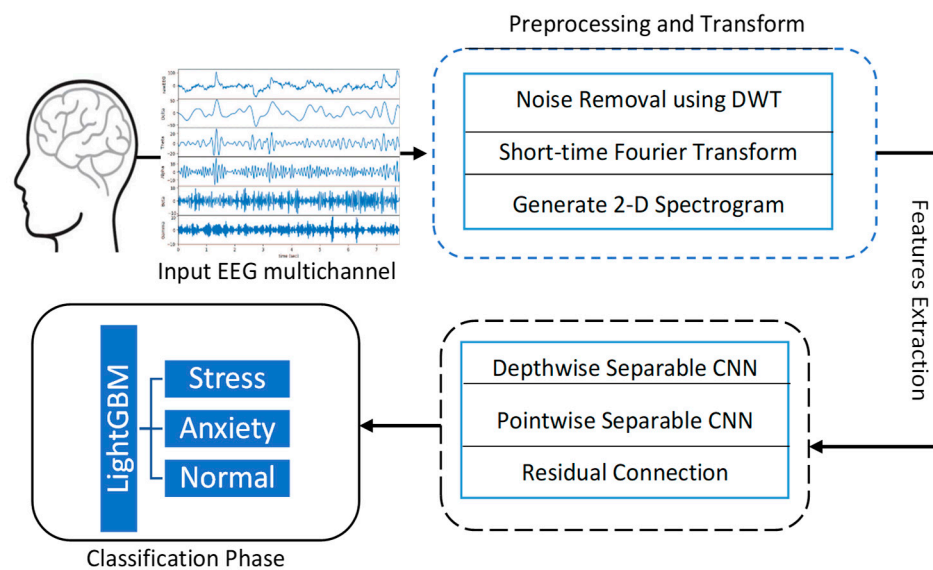 Preprocessing and Transform
Noise Removal using DWT
Short-time Fourier Transform
Generate 2-D Spectrogram
Input EEG multichannel
Features Extraction
Depthwise Separable CNN
Pointwise Separable CNN
Residual Connection
LightGBM
Stress
Anxiety
Normal
Classification Phase